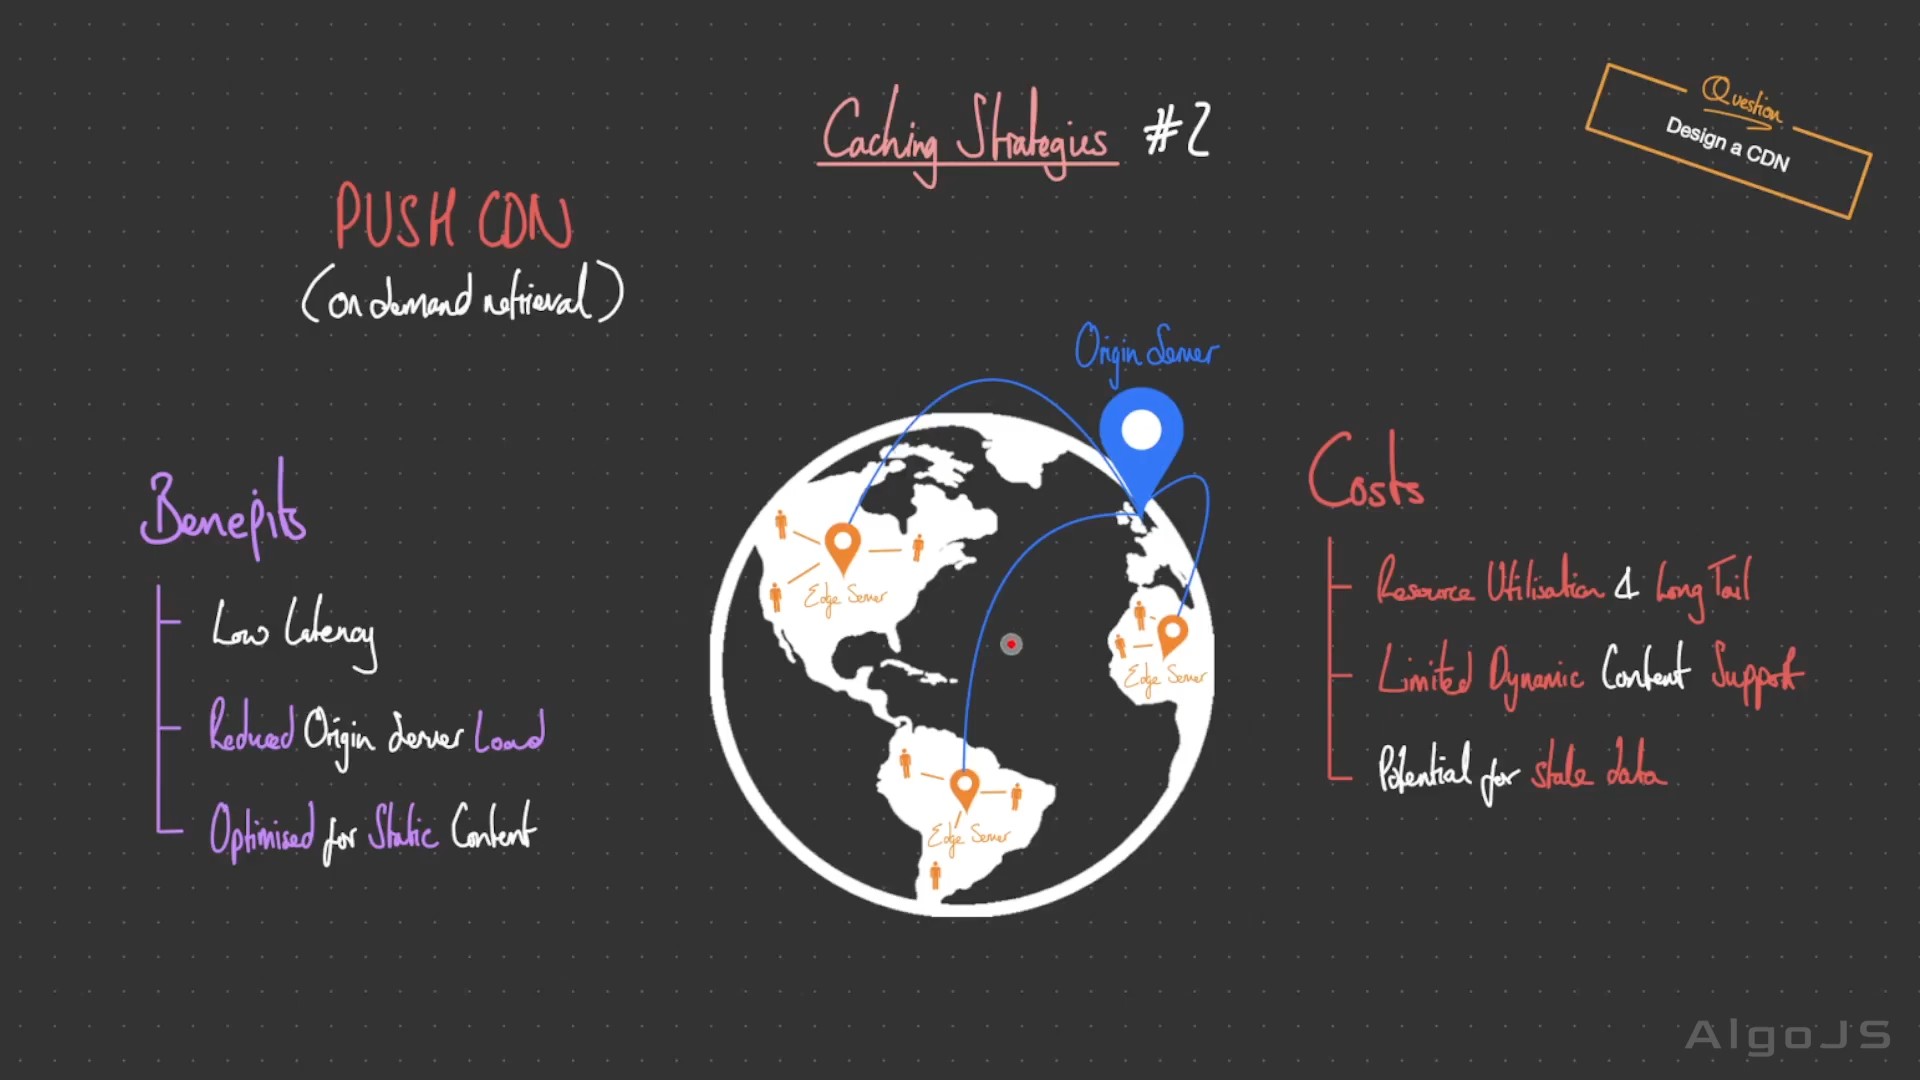 Caching Strategies #2
Question
Design a CDN
PUSH CDN
(on demand retrieval)
Origin Server
Benefits
Low Latency
Reduced Origin Server Load
Optimised for Static Content
Edge Server
Edge Server
Edge Server
Costs
Resource Utilisation & Long Tail
Limited Dynamic Content Support
Potential for stale data
AlgoJS